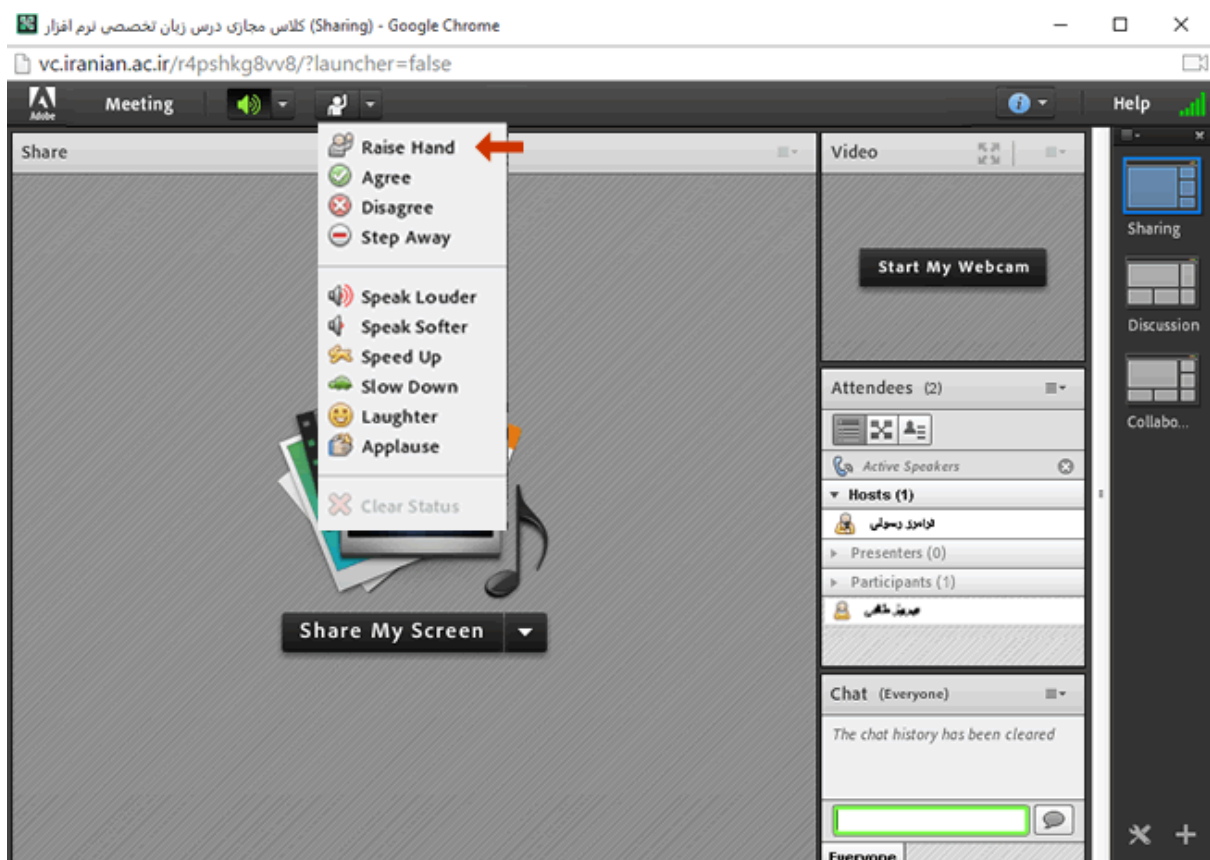 کلاس مجازی درس زبان تخصصی نرم افزار (Sharing) - Google Chrome
vc.iranian.ac.ir/r4pshkg8vv8/?launcher=false
Adobe
Meeting
Help
Share
Raise Hand
Agree
Disagree
Step Away
Speak Louder
Speak Softer
Speed Up
Slow Down
Laughter
Applause
Clear Status
Share My Screen
Video
Start My Webcam
Attendees (2)
Active Speakers
Hosts (1)
فرامرز رسولی
Presenters (0)
Participants (1)
Chat (Everyone)
The chat history has been cleared
Everyone
Sharing
Discussion
Collabo...